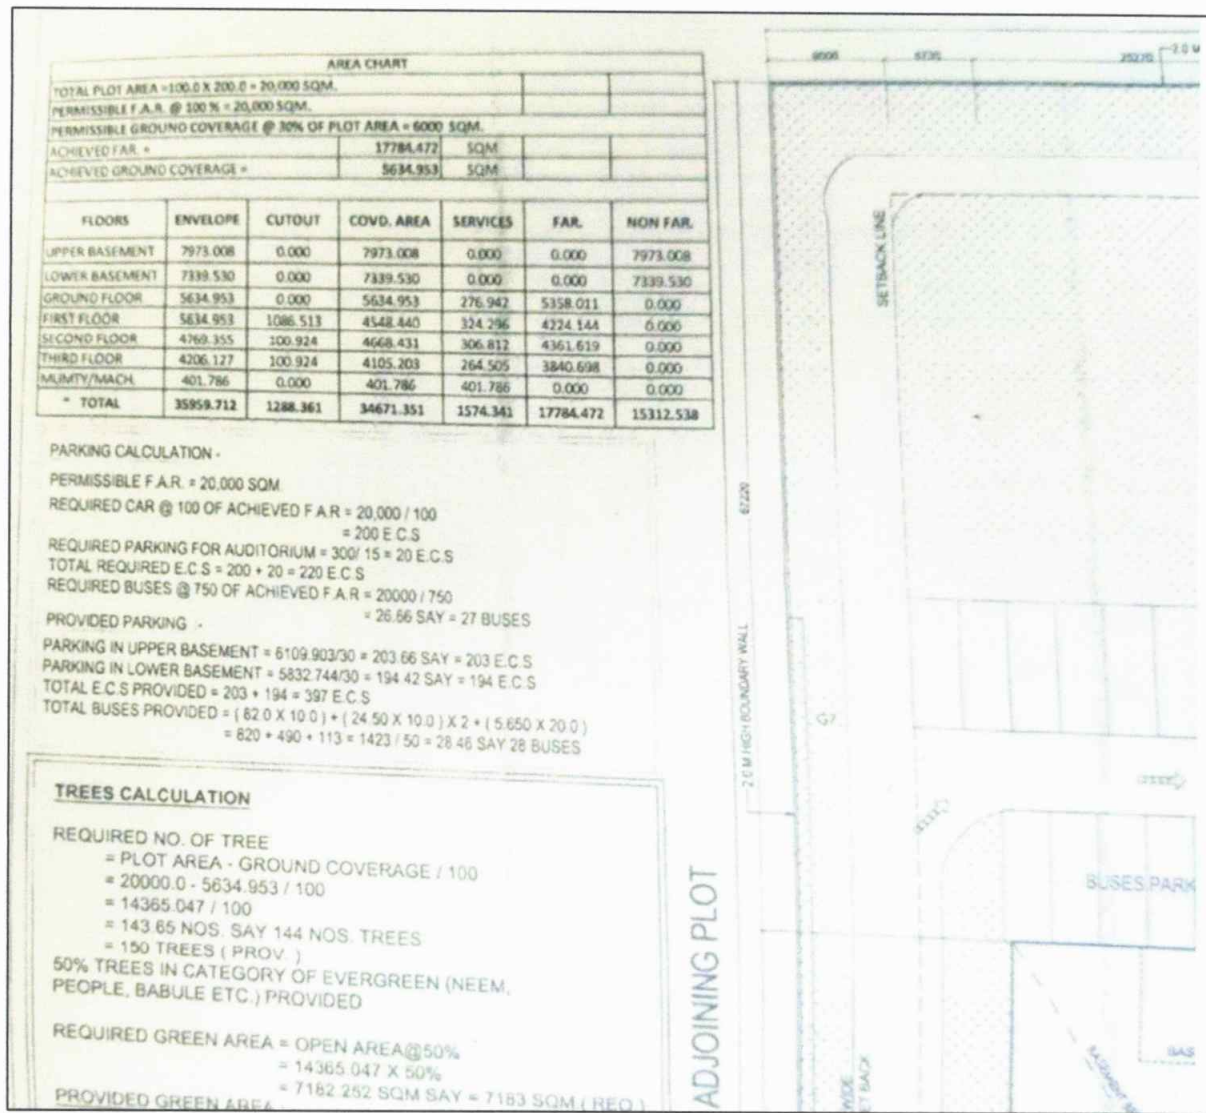 AREA CHART
TOTAL PLOT AREA =100.0 X 200.0 = 20,000 SQM.
PERMISSIBLE F.A.R. @ 100 % = 20,000 SQM.
PERMISSIBLE GROUND COVERAGE @ 30% OF PLOT AREA = 6000 SQM.
ACHIEVED FAR. = 17784.472 SQM
ACHIEVED GROUND COVERAGE = 5634.953 SQM
FLOORS ENVELOPE CUTOUT COVD. AREA SERVICES FAR. NON FAR.
UPPER BASEMENT 7973.008 0.000 7973.008 0.000 0.000 7973.008
LOWER BASEMENT 7339.530 0.000 7339.530 0.000 0.000 7339.530
GROUND FLOOR 5634.953 0.000 5634.953 276.942 5358.011 0.000
FIRST FLOOR 5634.953 1086.513 4548.440 324.296 4224.144 0.000
SECOND FLOOR 4769.355 100.924 4668.431 306.812 4361.619 0.000
THIRD FLOOR 4206.127 100.924 4105.203 264.505 3840.698 0.000
MUMTY/MACH. 401.786 0.000 401.786 401.786 0.000 0.000
TOTAL 35959.712 1288.361 34671.351 1574.341 17784.472 15312.538
PARKING CALCULATION -
PERMISSIBLE F.A.R. = 20,000 SQM
REQUIRED CAR @ 100 OF ACHIEVED F.A.R = 20,000 / 100
= 200 E.C.S
REQUIRED PARKING FOR AUDITORIUM = 300/ 15 = 20 E.C.S
TOTAL REQUIRED E.C.S = 200 + 20 = 220 E.C.S
REQUIRED BUSES @ 750 OF ACHIEVED F.A.R = 20000 / 750
= 26.66 SAY = 27 BUSES
PROVIDED PARKING -
PARKING IN UPPER BASEMENT = 6109.903/30 = 203.66 SAY = 203 E.C.S
PARKING IN LOWER BASEMENT = 5832.744/30 = 194.42 SAY = 194 E.C.S
TOTAL E.C.S PROVIDED = 203 + 194 = 397 E.C.S
TOTAL BUSES PROVIDED = ( 82.0 X 10.0 ) + ( 24.50 X 10.0 ) X 2 + ( 5.650 X 20.0 )
= 820 + 490 + 113 = 1423 / 50 = 28.46 SAY 28 BUSES
TREES CALCULATION
REQUIRED NO. OF TREE
= PLOT AREA - GROUND COVERAGE / 100
= 20000.0 - 5634.953 / 100
= 14365.047 / 100
= 143.65 NOS. SAY 144 NOS. TREES
= 150 TREES ( PROV. )
50% TREES IN CATEGORY OF EVERGREEN (NEEM,
PEOPLE, BABULE ETC.) PROVIDED
REQUIRED GREEN AREA = OPEN AREA@50%
= 14365.047 X 50%
= 7182.252 SQM SAY = 7183 SQM.( REQ.)
PROVIDED GREEN AREA
9000 6730 25270 2.0 M
SETBACK LINE
67220
2.0 M HIGH BOUNDARY WALL
G7
BUSES PARK
ADJOINING PLOT
WIDE
ET BACK
BASEMENT
BAS